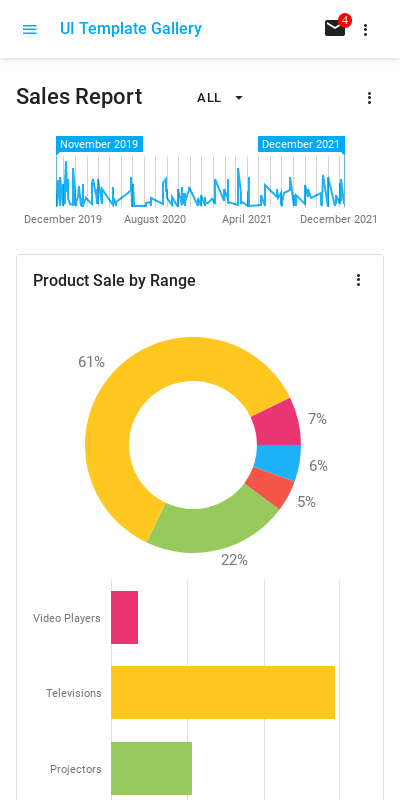 UI Template Gallery
4
Sales Report
ALL
November 2019
December 2021
December 2019
August 2020
April 2021
December 2021
Product Sale by Range
61%
7%
6%
5%
22%
Video Players
Televisions
Projectors